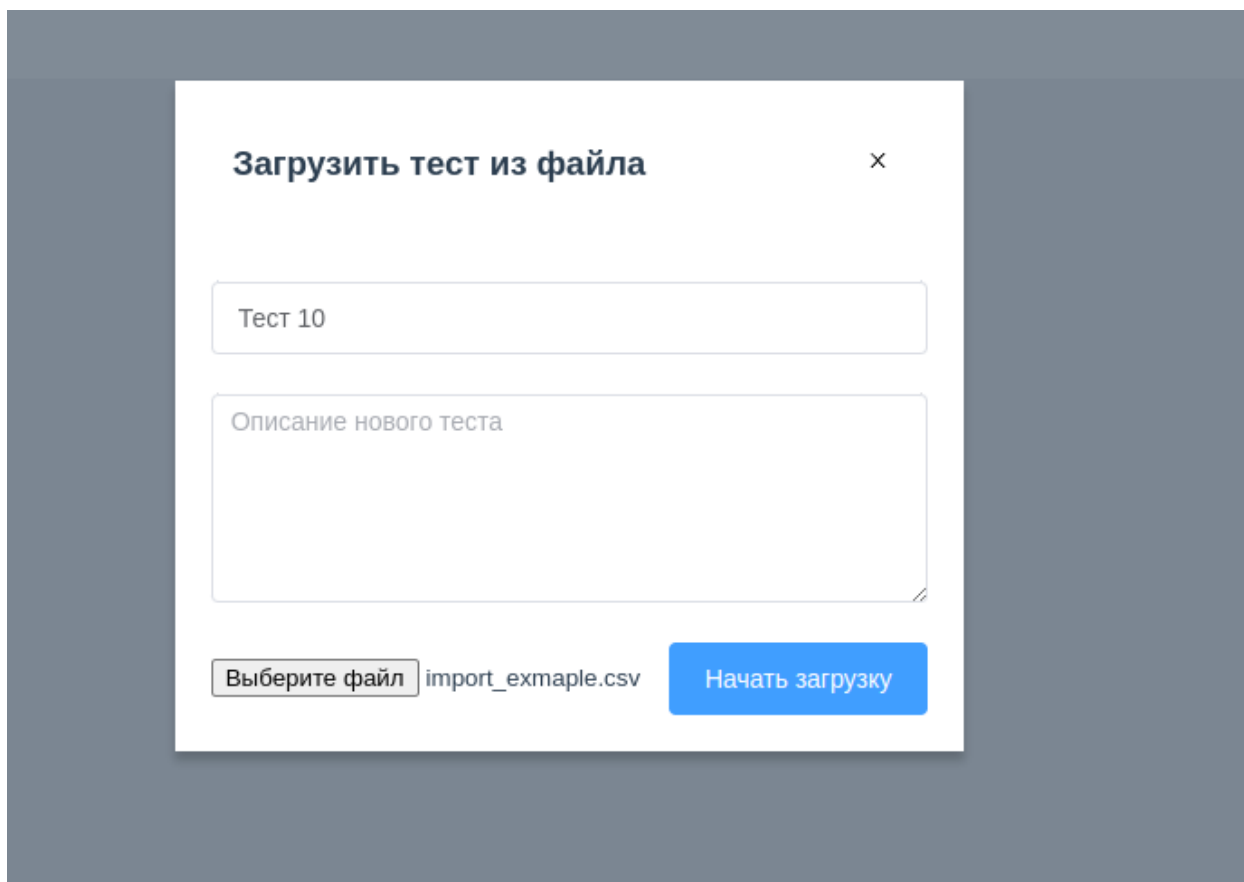 Загрузить тест из файла
Тест 10
Описание нового теста
Выберите файл import_exmaple.csv Начать загрузку